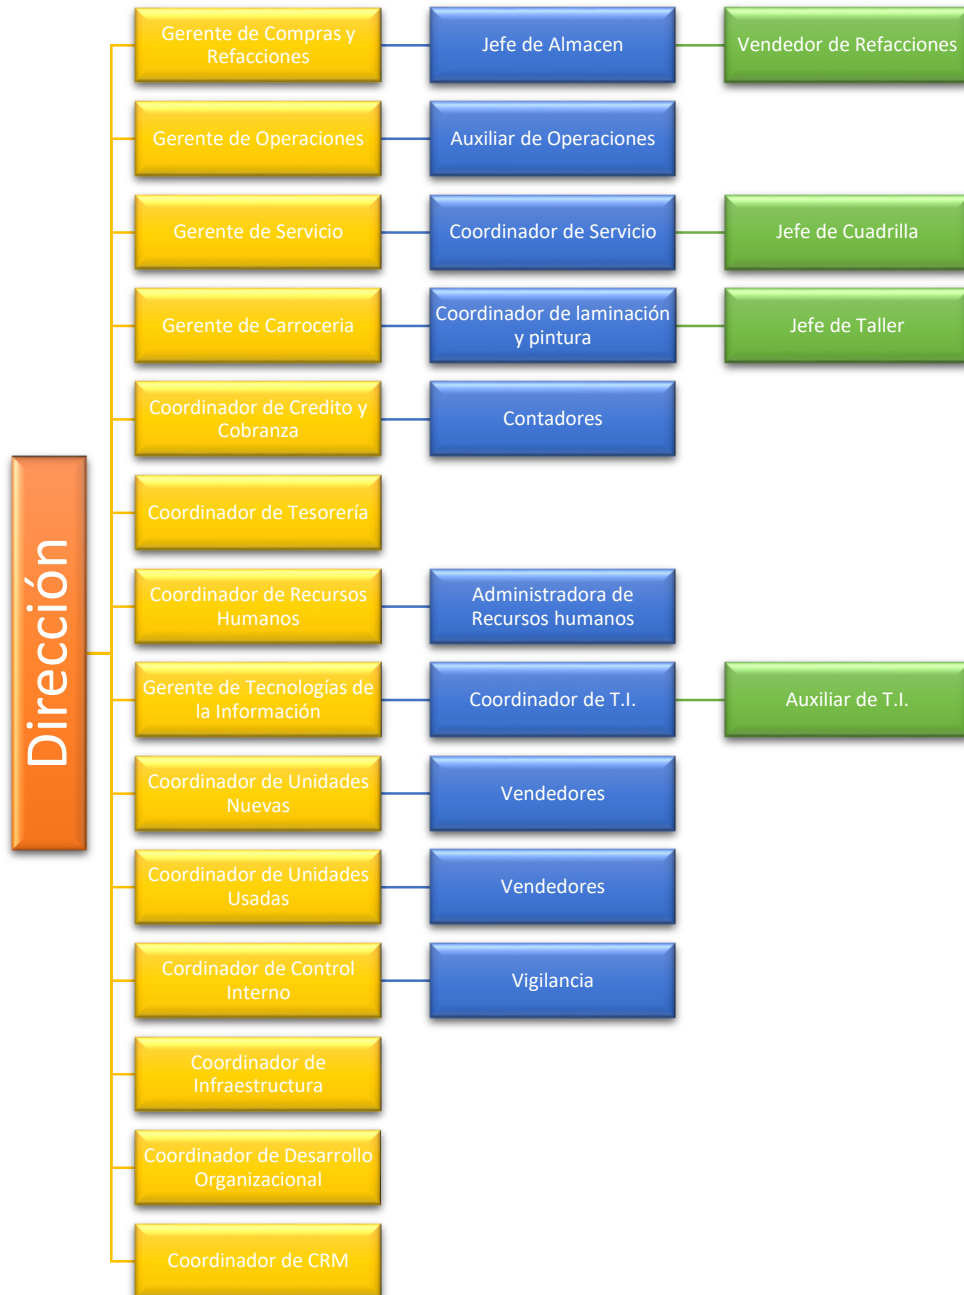 Gerente de Compras y
Refacciones
Jefe de Almacen
Vendedor de Refacciones
Gerente de Operaciones
Auxiliar de Operaciones
Gerente de Servicio
Coordinador de Servicio
Jefe de Cuadrilla
Gerente de Carroceria
Coordinador de laminación
y pintura
Jefe de Taller
Coordinador de Credito y
Cobranza
Contadores
Dirección
Coordinador de Tesorería
Coordinador de Recursos
Humanos
Administradora de
Recursos humanos
Gerente de Tecnologías de
la Información
Coordinador de T.I.
Auxiliar de T.I.
Coordinador de Unidades
Nuevas
Vendedores
Coordinador de Unidades
Usadas
Vendedores
Cordinador de Control
Interno
Vigilancia
Coordinador de
Infraestructura
Coordinador de Desarrollo
Organizacional
Coordinador de CRM